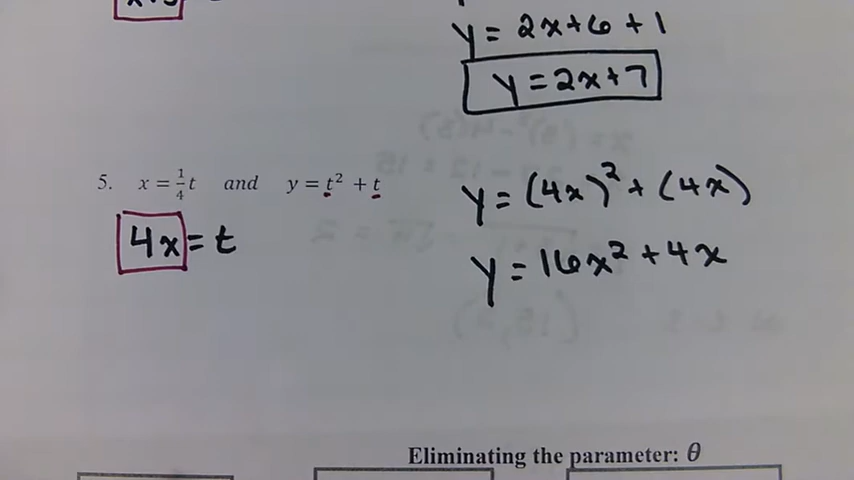 y = 2x+6 + 1
y = 2x+7
5. x = 1/4 t and y = t² + t
y = (4x)² + (4x)
4x = t
y = 16x² + 4x
Eliminating the parameter: θ